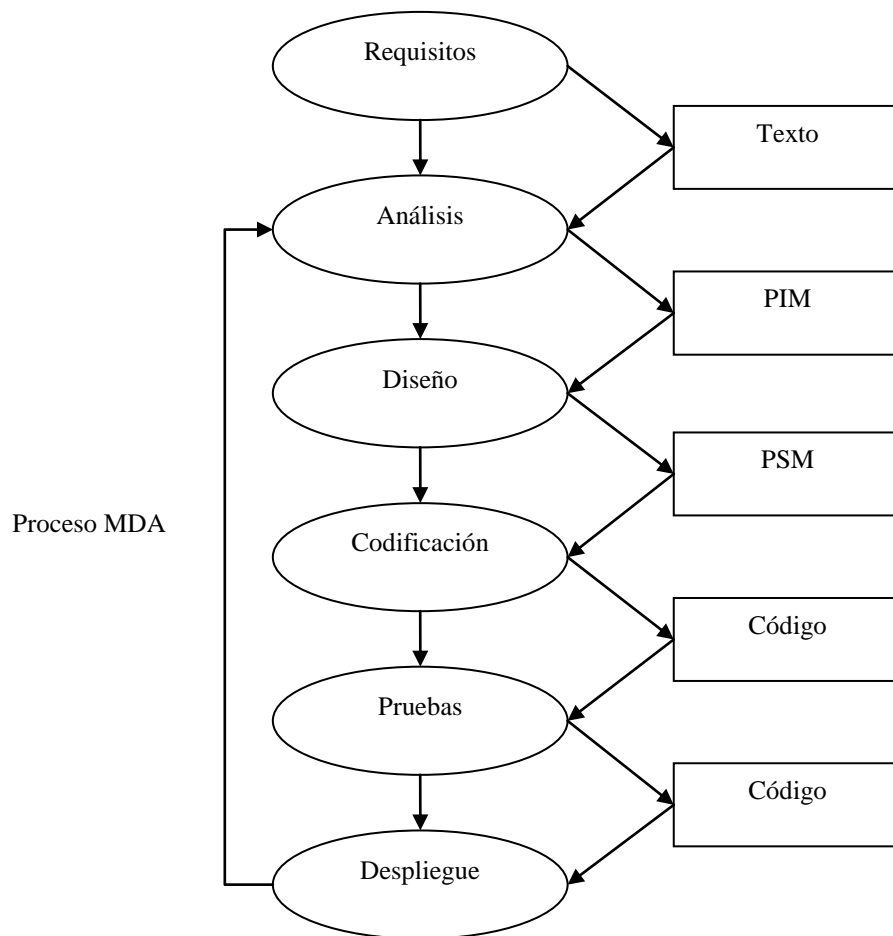 Requisitos
Texto
Análisis
PIM
Diseño
PSM
Proceso MDA
Codificación
Código
Pruebas
Código
Despliegue